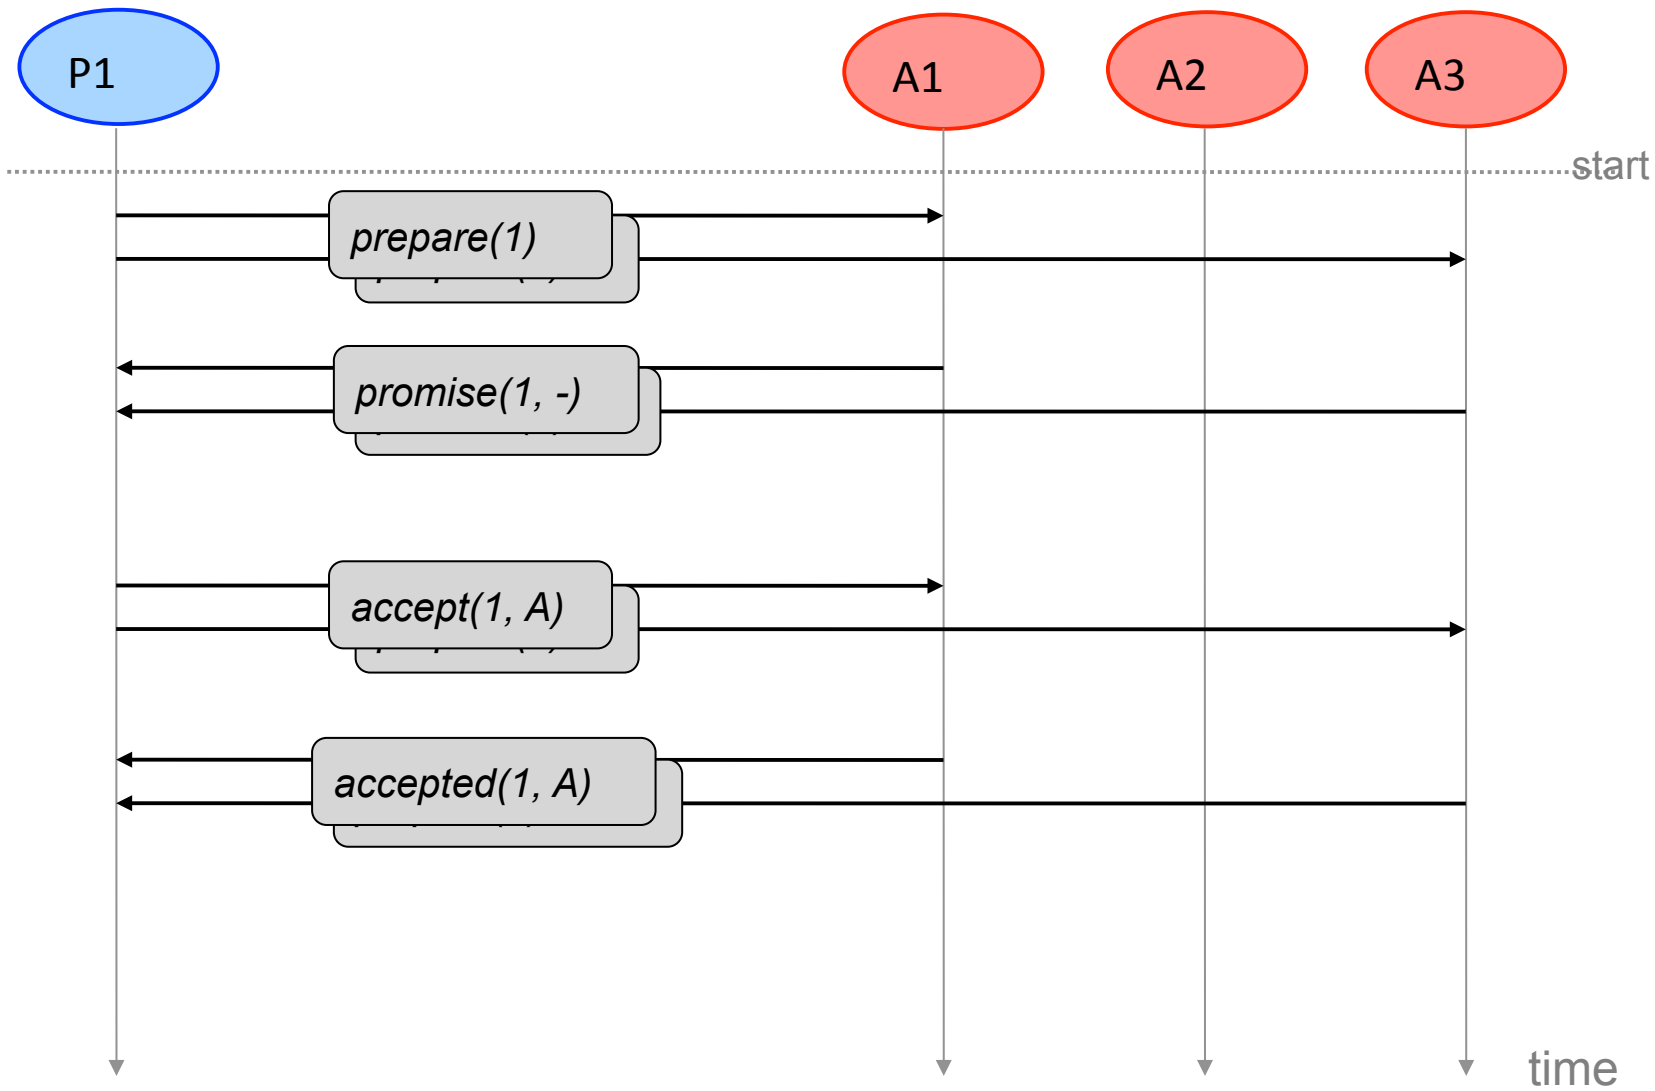 P1
A1
A2
A3
start
prepare(1)
promise(1, -)
accept(1, A)
accepted(1, A)
time